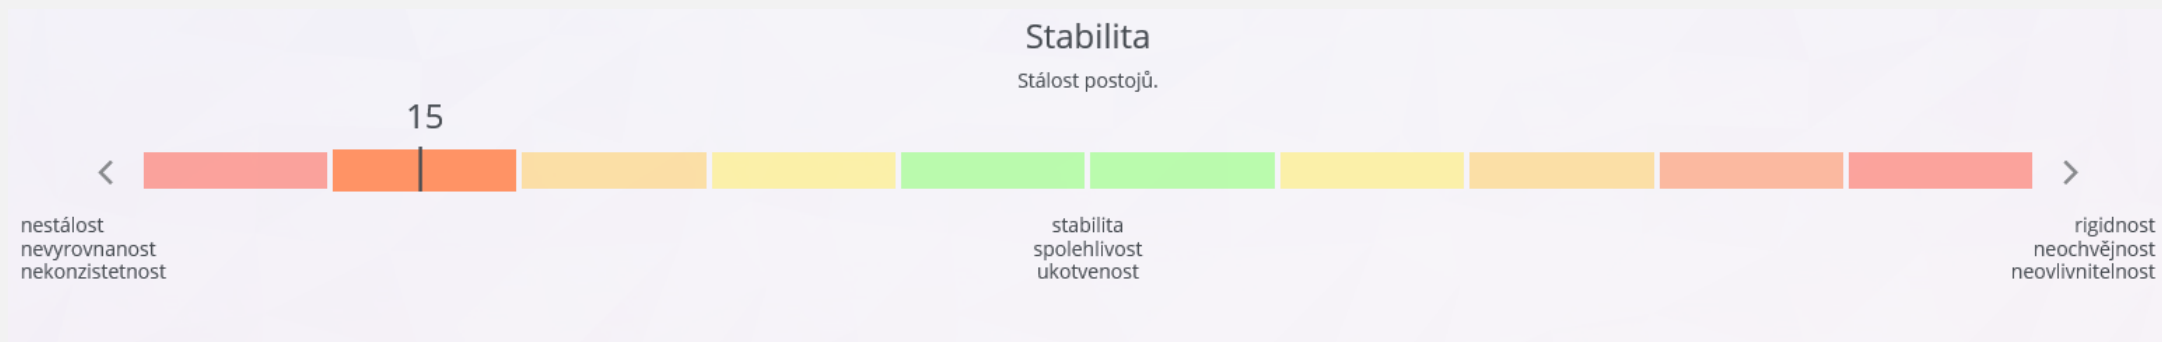 Stabilita
Stálost postojů.
15
nestálost
nevyrovnanost
nekonzistetnost
stabilita
spolehlivost
ukotvenost
rigidnost
neochvějnost
neovlivnitelnost